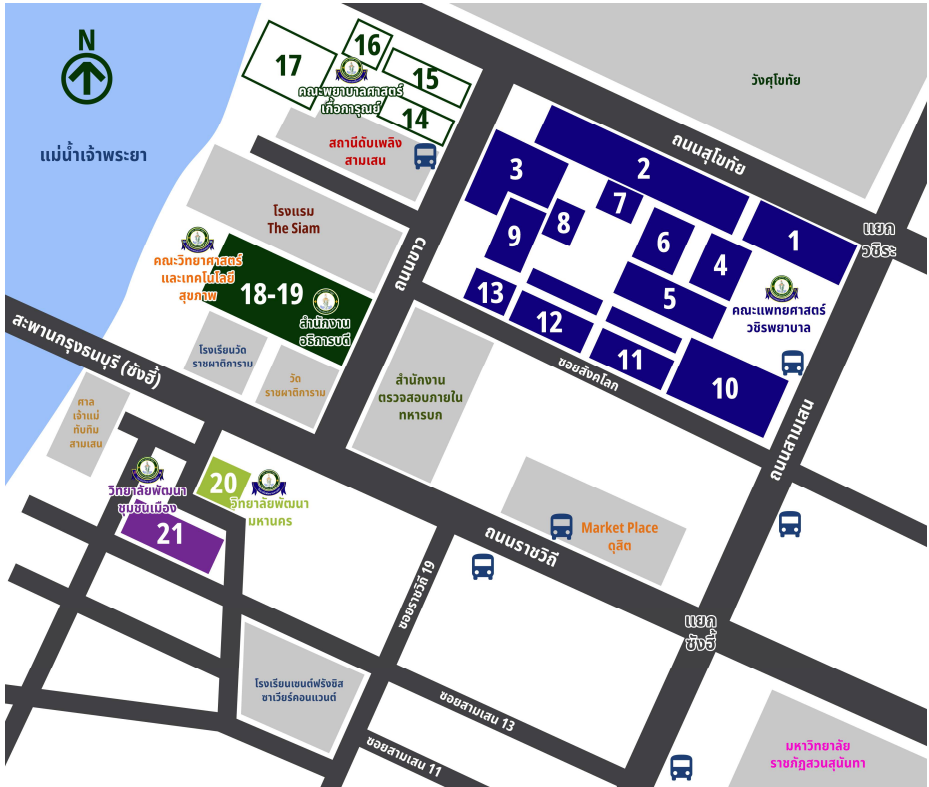 N
แม่น้ำเจ้าพระยา
17
16
15
14
คณะพยาบาลศาสตร์
เกื้อการุณย์
สถานีดับเพลิง
สามเสน
วังศุโขทัย
ถนนสุโขทัย
แยก
วชิระ
3
2
7
8
9
6
4
1
5
13
12
11
10
คณะแพทยศาสตร์
วชิรพยาบาล
โรงแรม
The Siam
ถนนขาว
คณะวิทยาศาสตร์
และเทคโนโลยี
สุขภาพ
18-19
สำนักงาน
อธิการบดี
สะพานกรุงธนบุรี (ซังฮี้)
โรงเรียนวัด
ราชผาติการาม
วัด
ราชผาติการาม
สำนักงาน
ตรวจสอบภายใน
ทหารบก
ซอยสังคโลก
ถนนสามเสน
ศาล
เจ้าแม่
ทับทิม
สามเสน
20
วิทยาลัยพัฒนา
มหานคร
วิทยาลัยพัฒนา
ชุมชนเมือง
21
Market Place
ดุสิต
ถนนราชวิถี
ซอยราชวิถี 19
แยก
ซังฮี้
โรงเรียนเซนต์ฟรังซิส
ซาเวียร์คอนแวนต์
ซอยสามเสน 13
ซอยสามเสน 11
มหาวิทยาลัย
ราชภัฏสวนสุนันทา